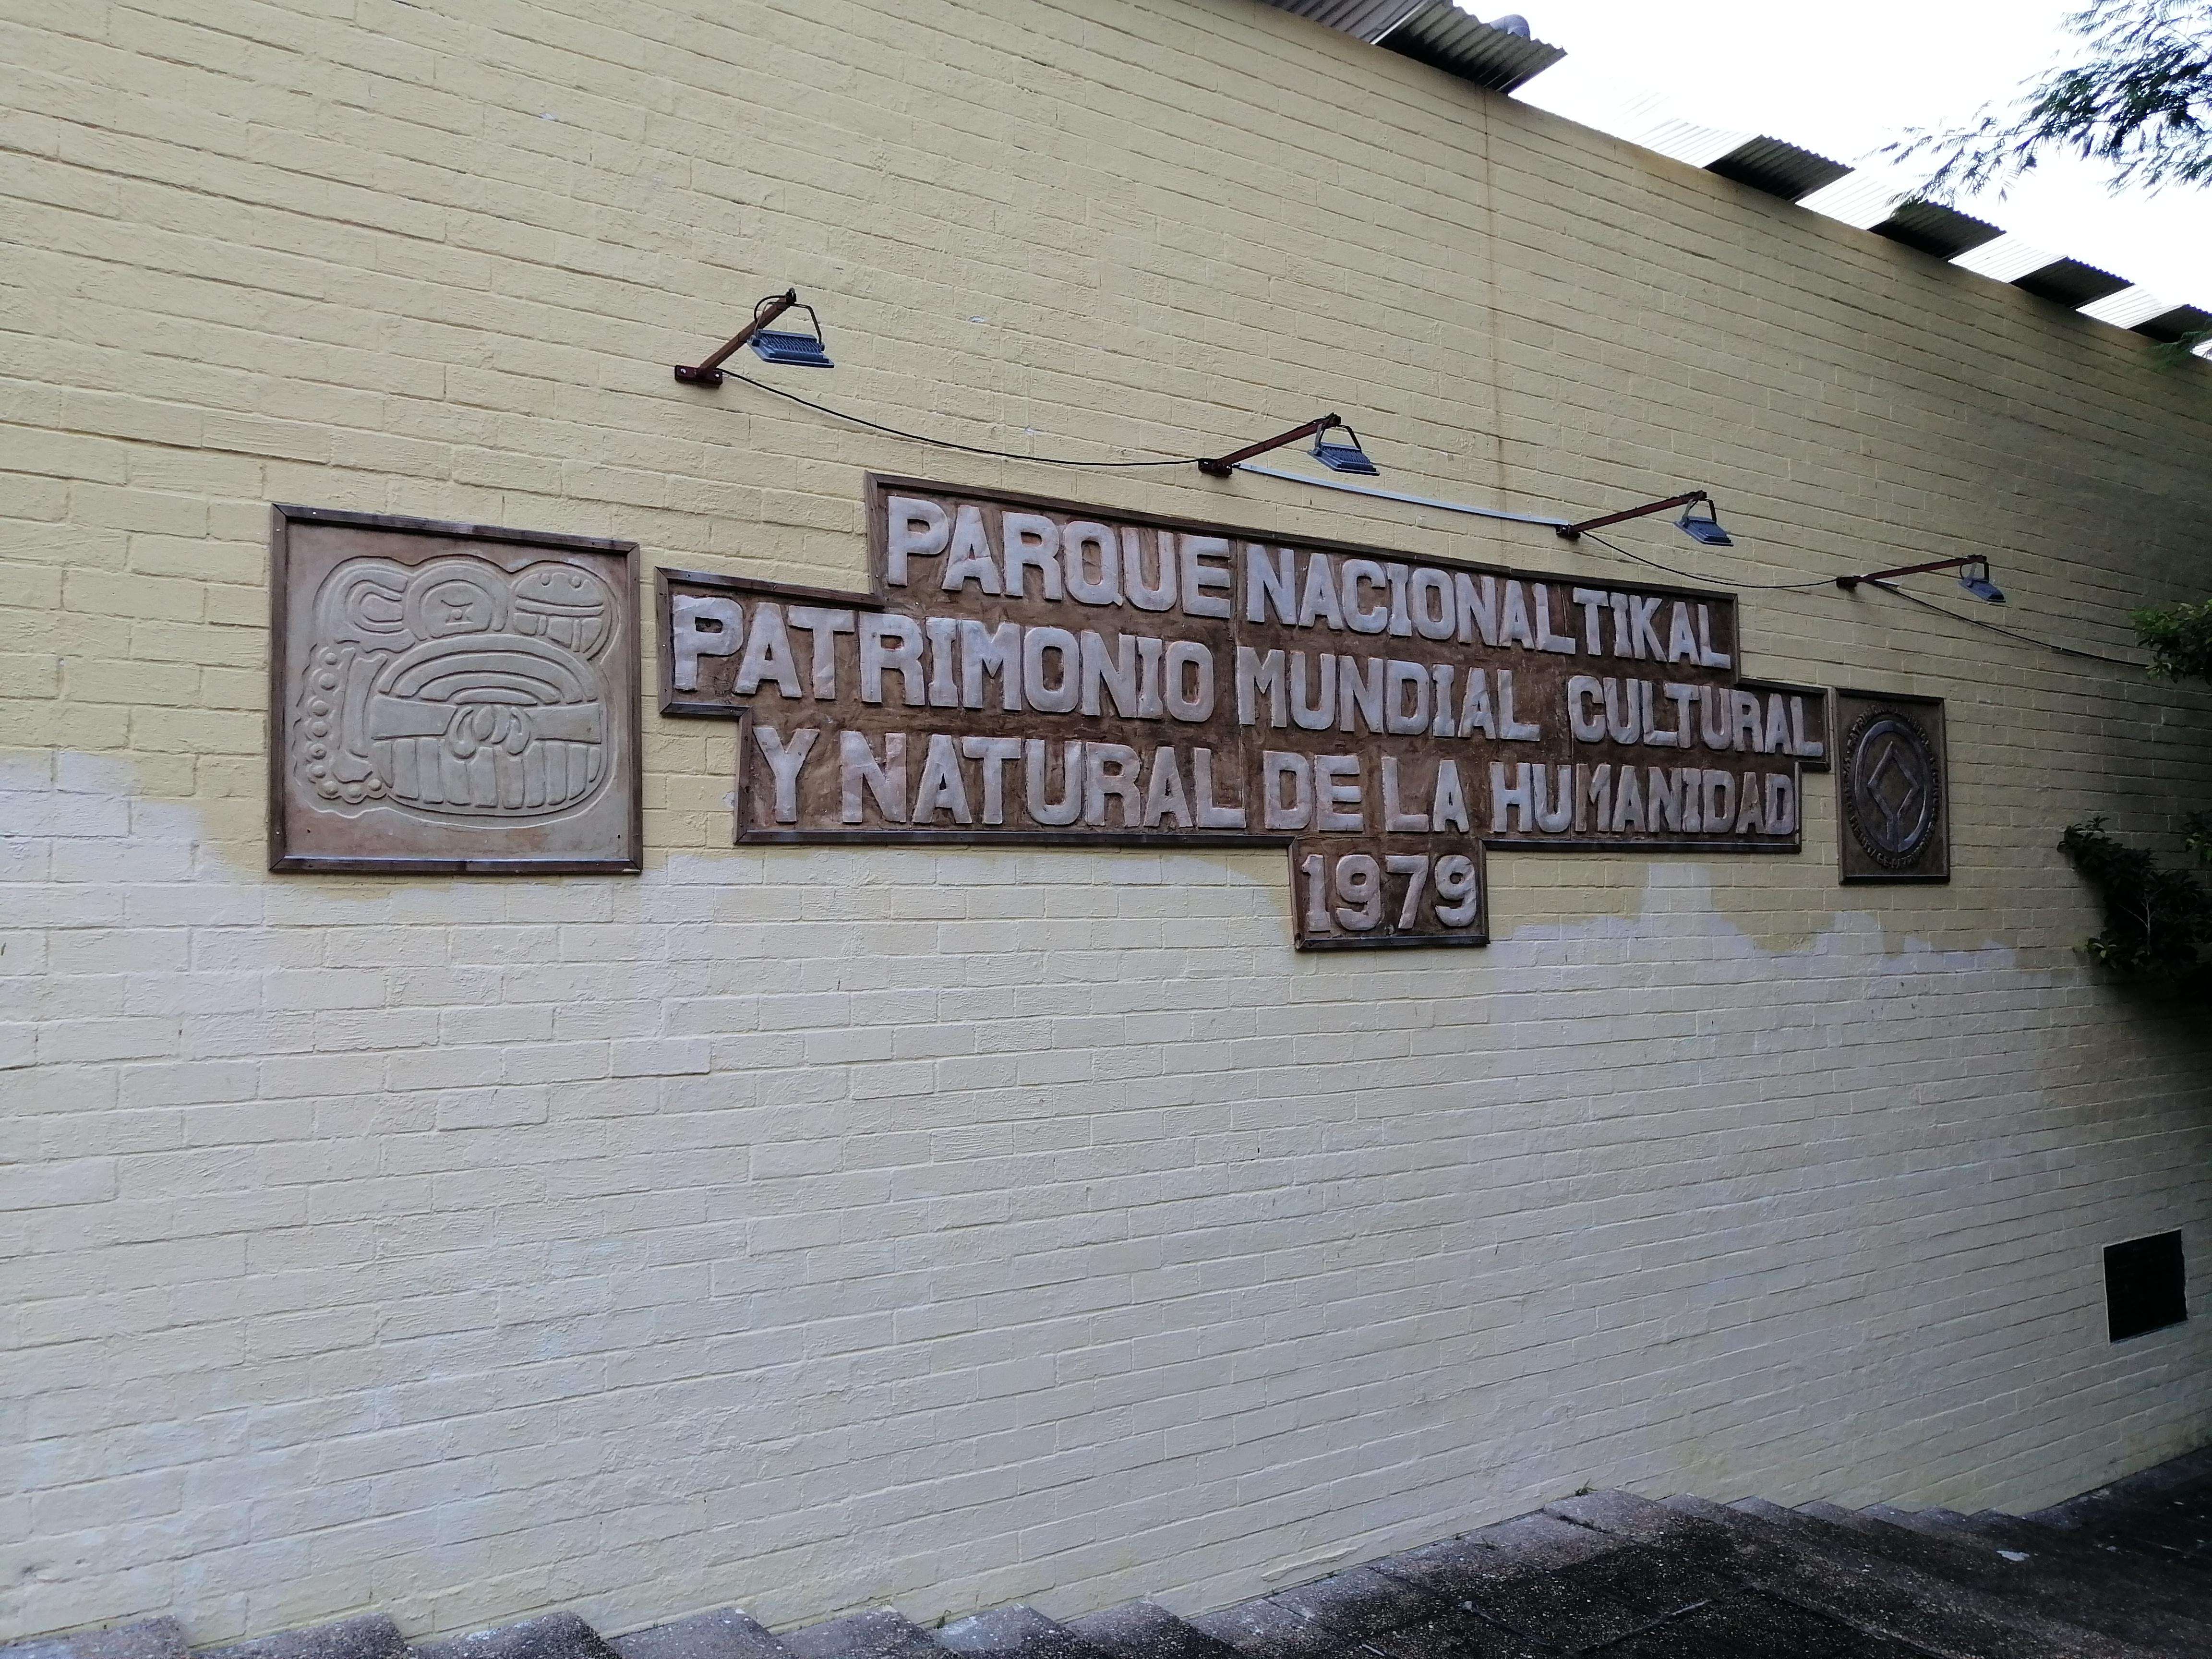 PARQUE NACIONAL TIKAL
PATRIMONIO MUNDIAL CULTURAL
Y NATURAL DE LA HUMANIDAD
1979